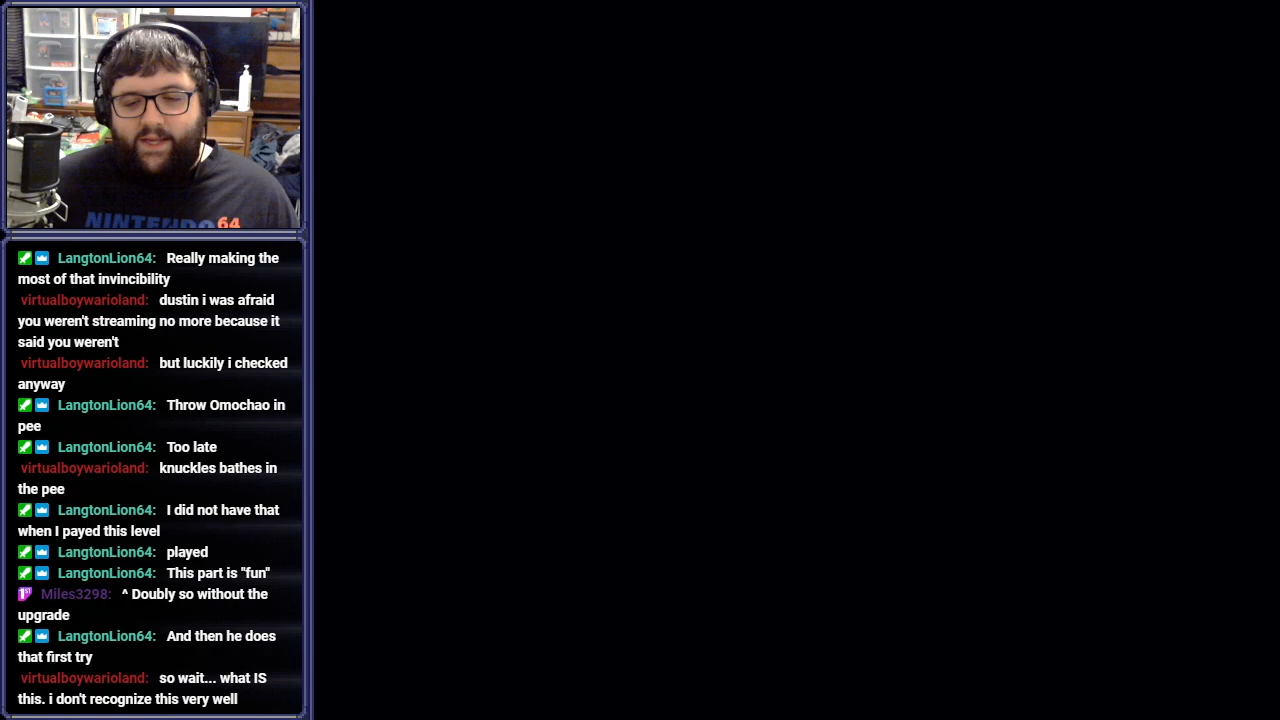 NINTENDO 64
LangtonLion64: Really making the
most of that invincibility
virtualboywarioland: dustin i was afraid
you weren't streaming no more because it
said you weren't
virtualboywarioland: but luckily i checked
anyway
LangtonLion64: Throw Omochao in
pee
LangtonLion64: Too late
virtualboywarioland: knuckles bathes in
the pee
LangtonLion64: I did not have that
when I payed this level
LangtonLion64: played
LangtonLion64: This part is "fun"
1ST Miles3298: ^ Doubly so without the
upgrade
LangtonLion64: And then he does
that first try
virtualboywarioland: so wait... what IS
this. i don't recognize this very well